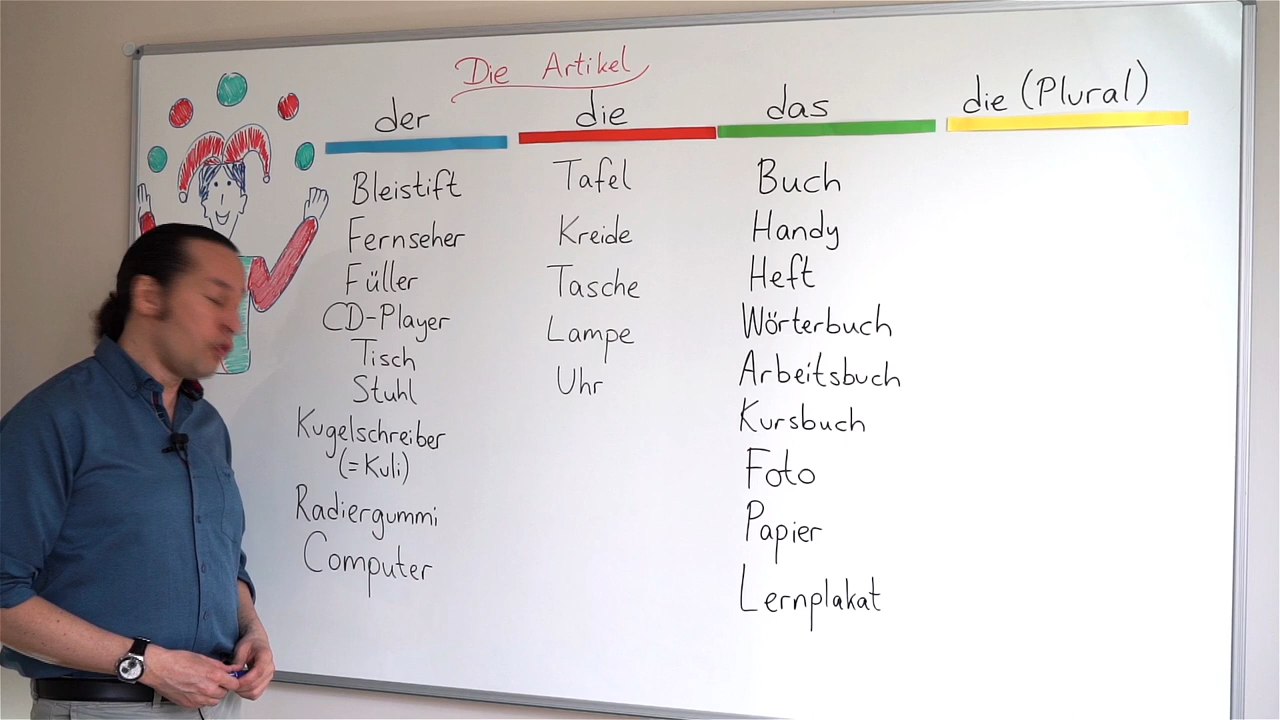 Die Artikel
der
Bleistift
Fernseher
Füller
CD-Player
Tisch
Stuhl
Kugelschreiber
(=Kuli)
Radiergummi
Computer
die
Tafel
Kreide
Tasche
Lampe
Uhr
das
Buch
Handy
Heft
Wörterbuch
Arbeitsbuch
Kursbuch
Foto
Papier
Lernplakat
die (Plural)